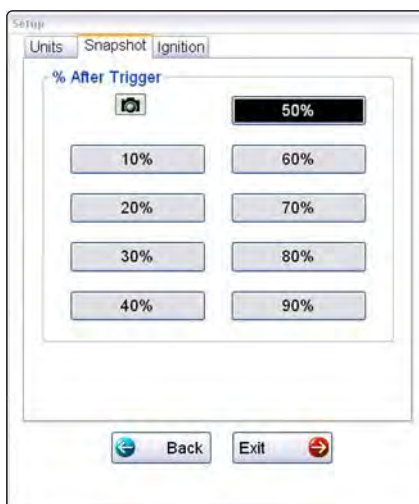 Setup
Units Snapshot Ignition
% After Trigger
50%
10% 60%
20% 70%
30% 80%
40% 90%
Back Exit